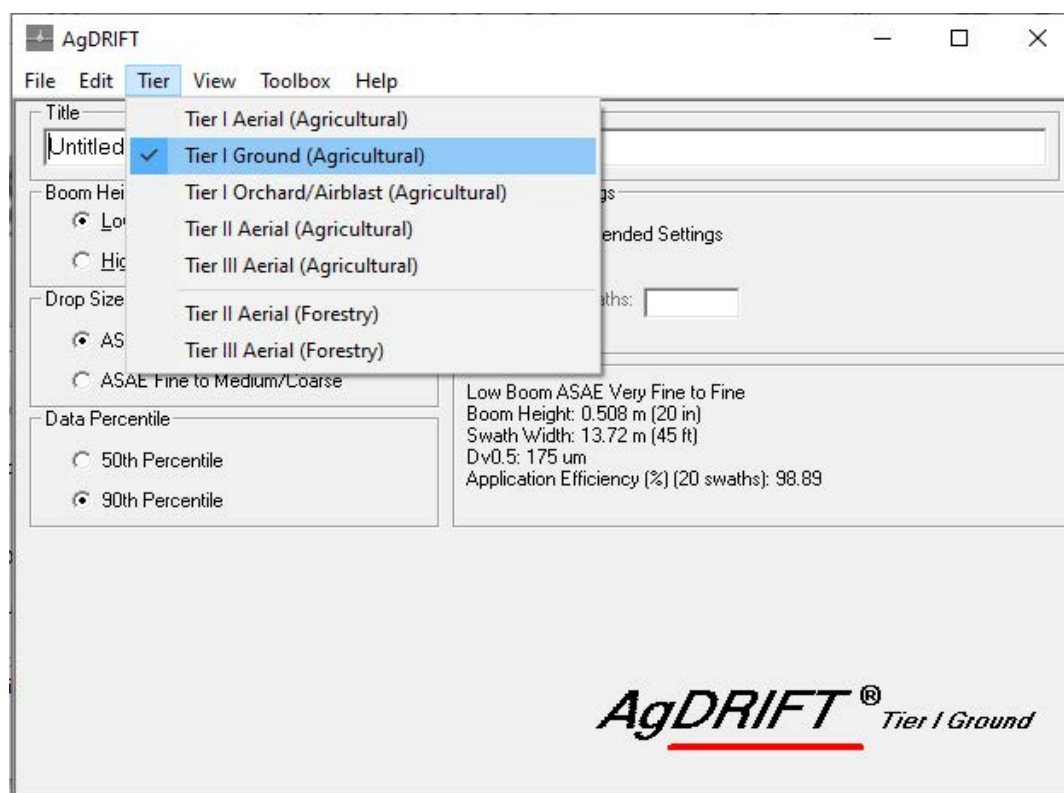 AgDRIFT
File Edit Tier View Toolbox Help
Title
Untitled
Tier I Aerial (Agricultural)
Tier I Ground (Agricultural)
Tier I Orchard/Airblast (Agricultural)
Tier II Aerial (Agricultural)
Tier III Aerial (Agricultural)
Tier II Aerial (Forestry)
Tier III Aerial (Forestry)
Boom Hei
Lo
Hig
ended Settings
Drop Size
AS
ASAE Fine to Medium/Coarse
Data Percentile
50th Percentile
90th Percentile
Low Boom ASAE Very Fine to Fine
Boom Height: 0.508 m (20 in)
Swath Width: 13.72 m (45 ft)
Dv0.5: 175 um
Application Efficiency (%) (20 swaths): 98.89
AgDRIFT ® Tier I Ground